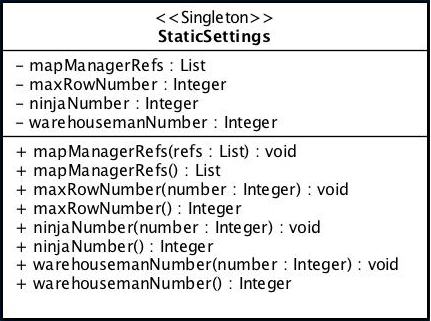 <<Singleton>>
StaticSettings
- mapManagerRefs : List
- maxRowNumber : Integer
- ninjaNumber : Integer
- warehousemanNumber : Integer
+ mapManagerRefs(refs : List) : void
+ mapManagerRefs() : List
+ maxRowNumber(number : Integer) : void
+ maxRowNumber() : Integer
+ ninjaNumber(number : Integer) : void
+ ninjaNumber() : Integer
+ warehousemanNumber(number : Integer) : void
+ warehousemanNumber() : Integer